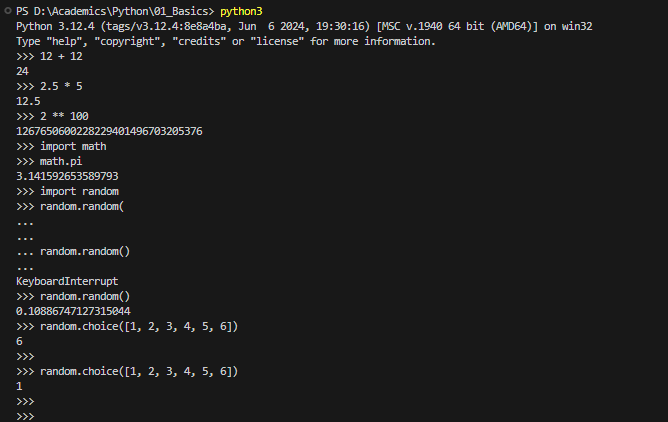 PS D:\Academics\Python\01_Basics> python3
Python 3.12.4 (tags/v3.12.4:8e8a4ba, Jun  6 2024, 19:30:16) [MSC v.1940 64 bit (AMD64)] on win32
Type "help", "copyright", "credits" or "license" for more information.
>>> 12 + 12
24
>>> 2.5 * 5
12.5
>>> 2 ** 100
1267650600228229401496703205376
>>> import math
>>> math.pi
3.141592653589793
>>> import random
>>> random.random(
...
...
... random.random()
...
KeyboardInterrupt
>>> random.random()
0.10886747127315044
>>> random.choice([1, 2, 3, 4, 5, 6])
6
>>>
>>> random.choice([1, 2, 3, 4, 5, 6])
1
>>>
>>>